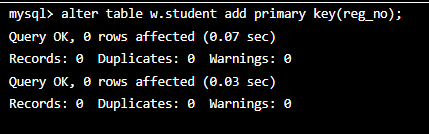 mysql> alter table w.student add primary key(reg_no);
Query OK, 0 rows affected (0.07 sec)
Records: 0  Duplicates: 0  Warnings: 0
Query OK, 0 rows affected (0.03 sec)
Records: 0  Duplicates: 0  Warnings: 0